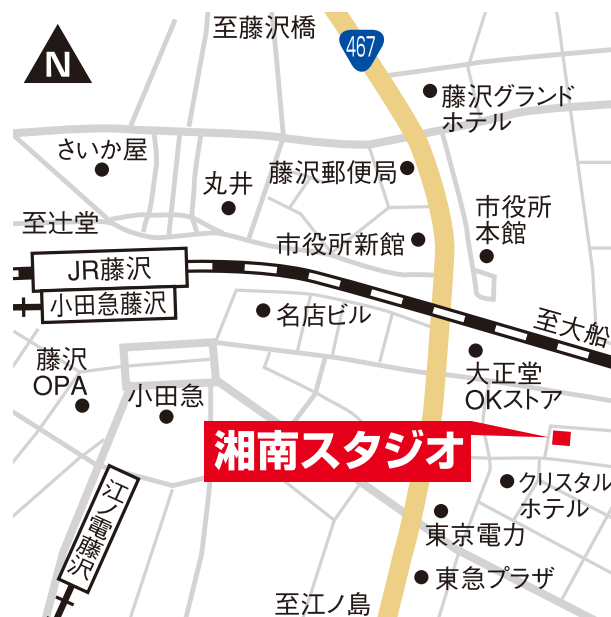 至藤沢橋
N
467
藤沢グランド
ホテル
さいか屋
藤沢郵便局
丸井
市役所
本館
至辻堂
市役所新館
JR藤沢
小田急藤沢
名店ビル
至大船
藤沢
OPA
小田急
大正堂
OKストア
湘南スタジオ
クリスタル
ホテル
江ノ電藤沢
東京電力
東急プラザ
至江ノ島